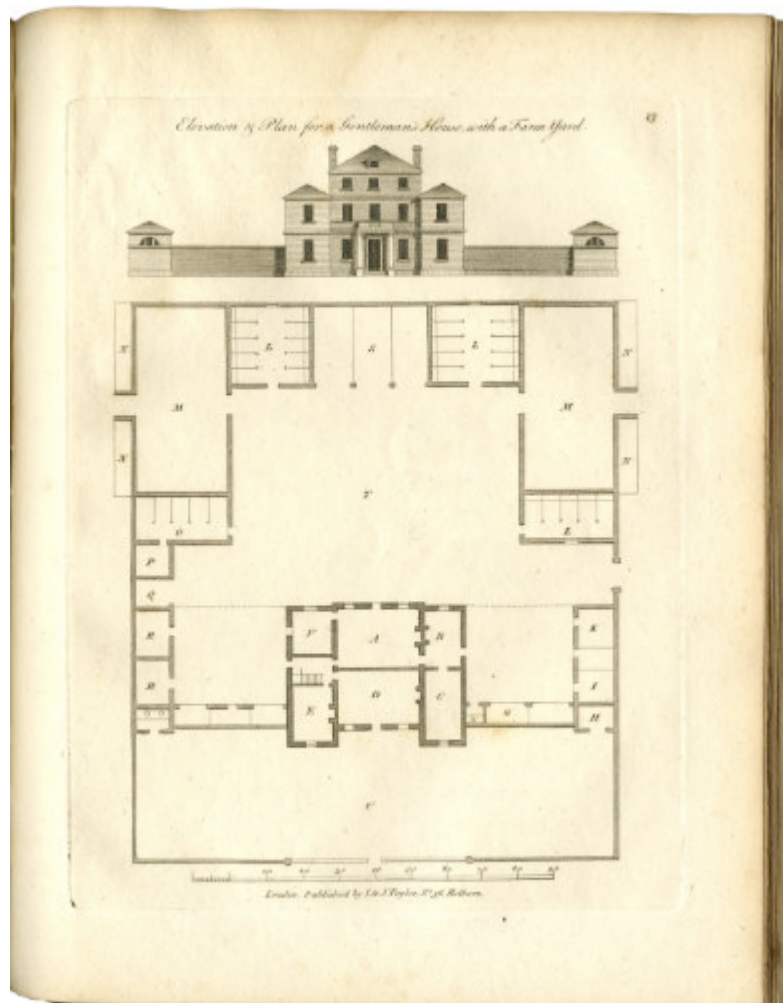 Elevation & Plan for a Gentleman's House, with a Farm Yard.
L S L
N N
M M
N T N
O L
P
Q
R F A B K
R E D C I
G H
U
London. Published by I. & J. Taylor, No. 56, Holborn.